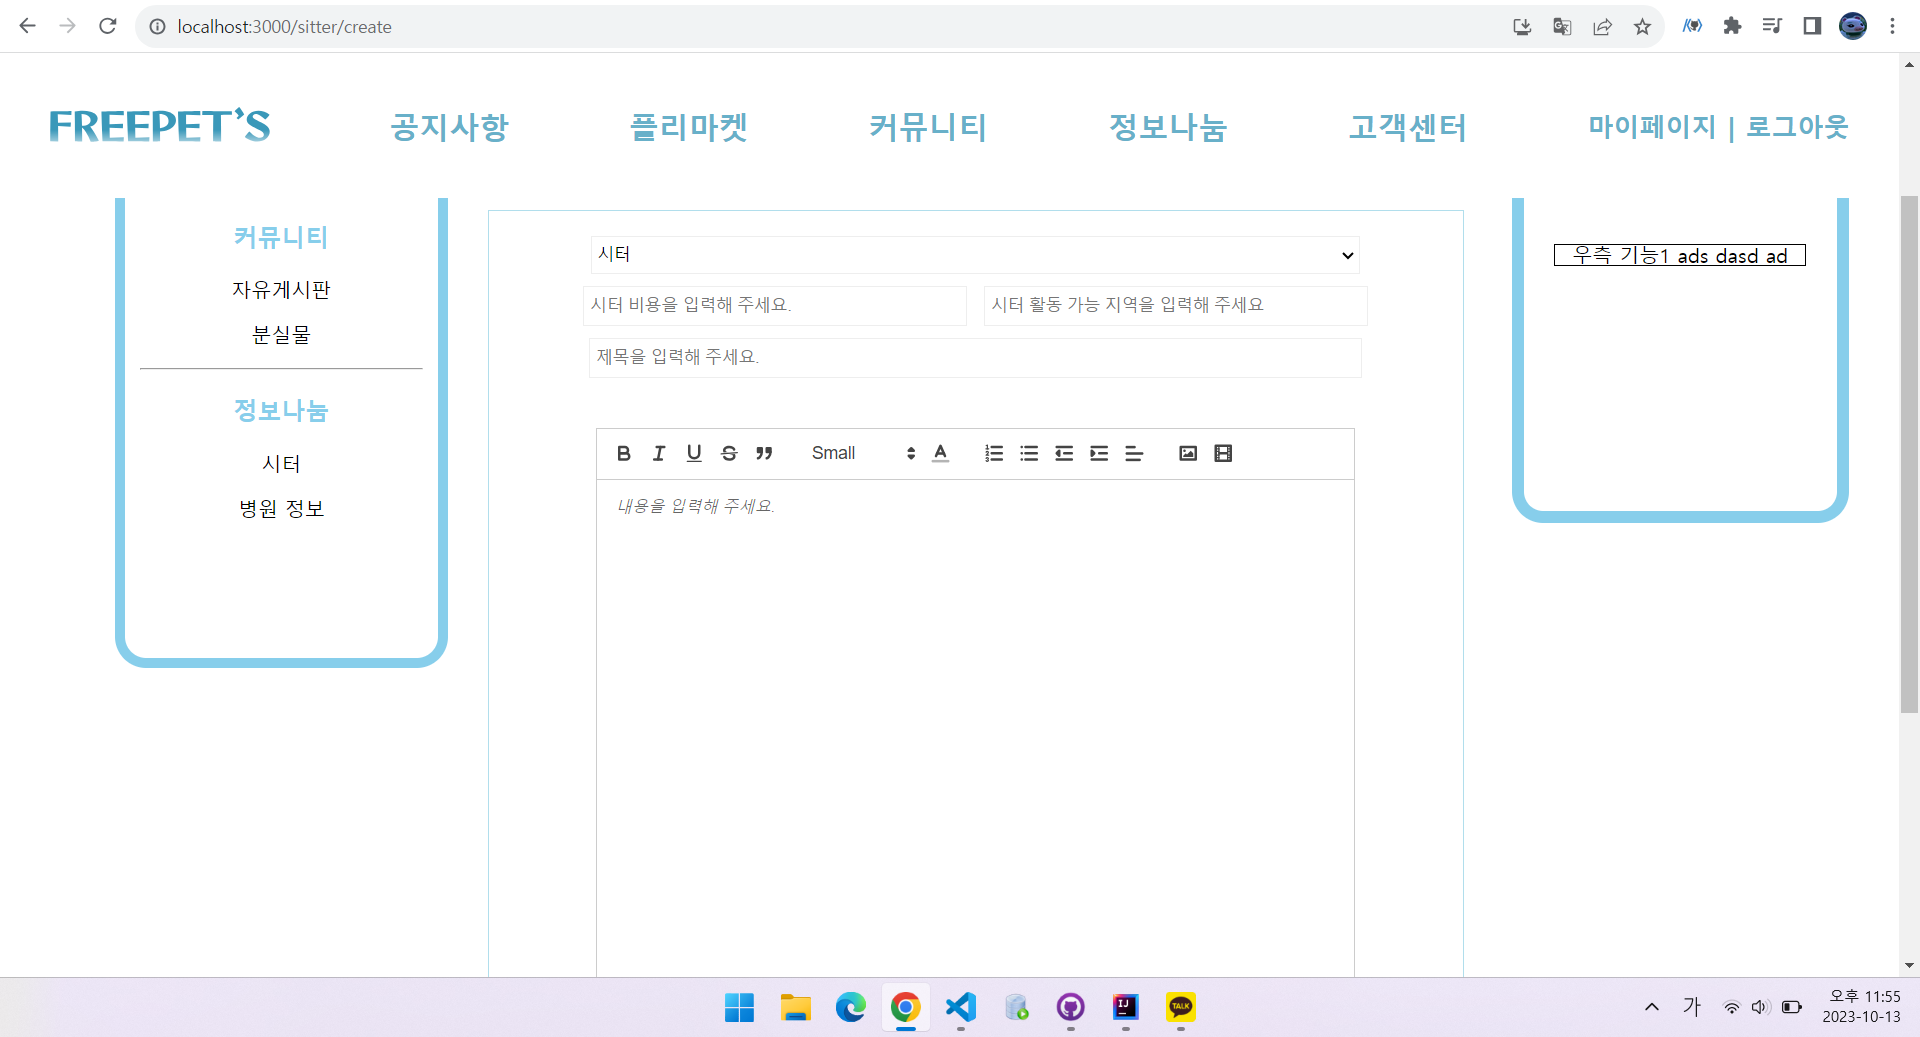 localhost:3000/sitter/create
FREEPET'S
공지사항
플리마켓
커뮤니티
정보나눔
고객센터
마이페이지 | 로그아웃
커뮤니티
자유게시판
분실물
정보나눔
시터
병원 정보
시터
시터 비용을 입력해 주세요.
시터 활동 가능 지역을 입력해 주세요
제목을 입력해 주세요.
Small
내용을 입력해 주세요.
우측 기능1 ads dasd ad
가
오후 11:55
2023-10-13